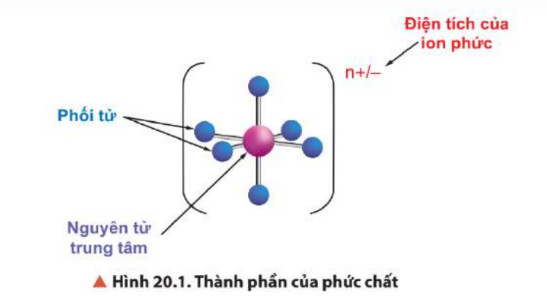 Điện tích của
ion phức
n+/–
Phối tử
Nguyên tử
trung tâm
▲ Hình 20.1. Thành phần của phức chất